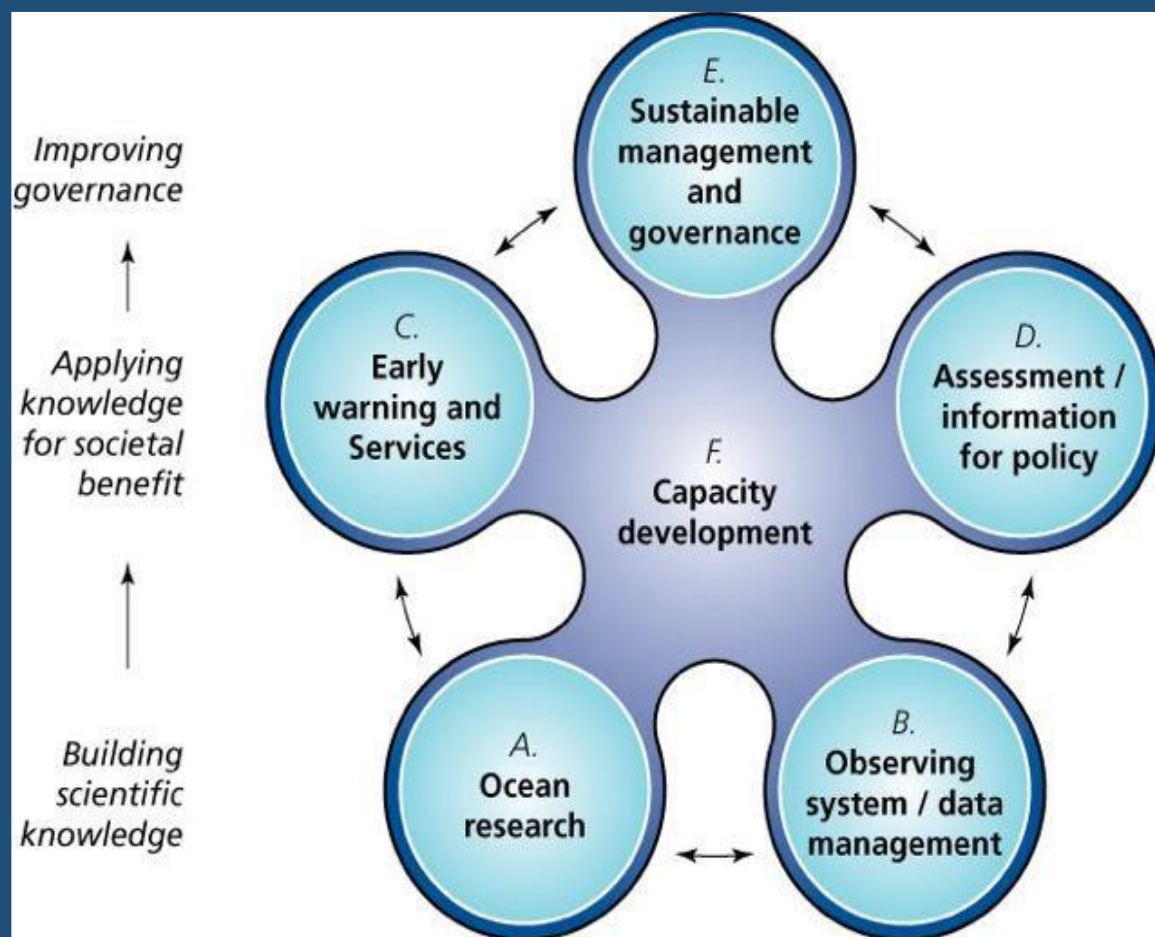 Improving
governance
Applying
knowledge
for societal
benefit
Building
scientific
knowledge
E.
Sustainable
management
and
governance
C.
Early
warning and
Services
D.
Assessment /
information
for policy
F.
Capacity
development
A.
Ocean
research
B.
Observing
system / data
management